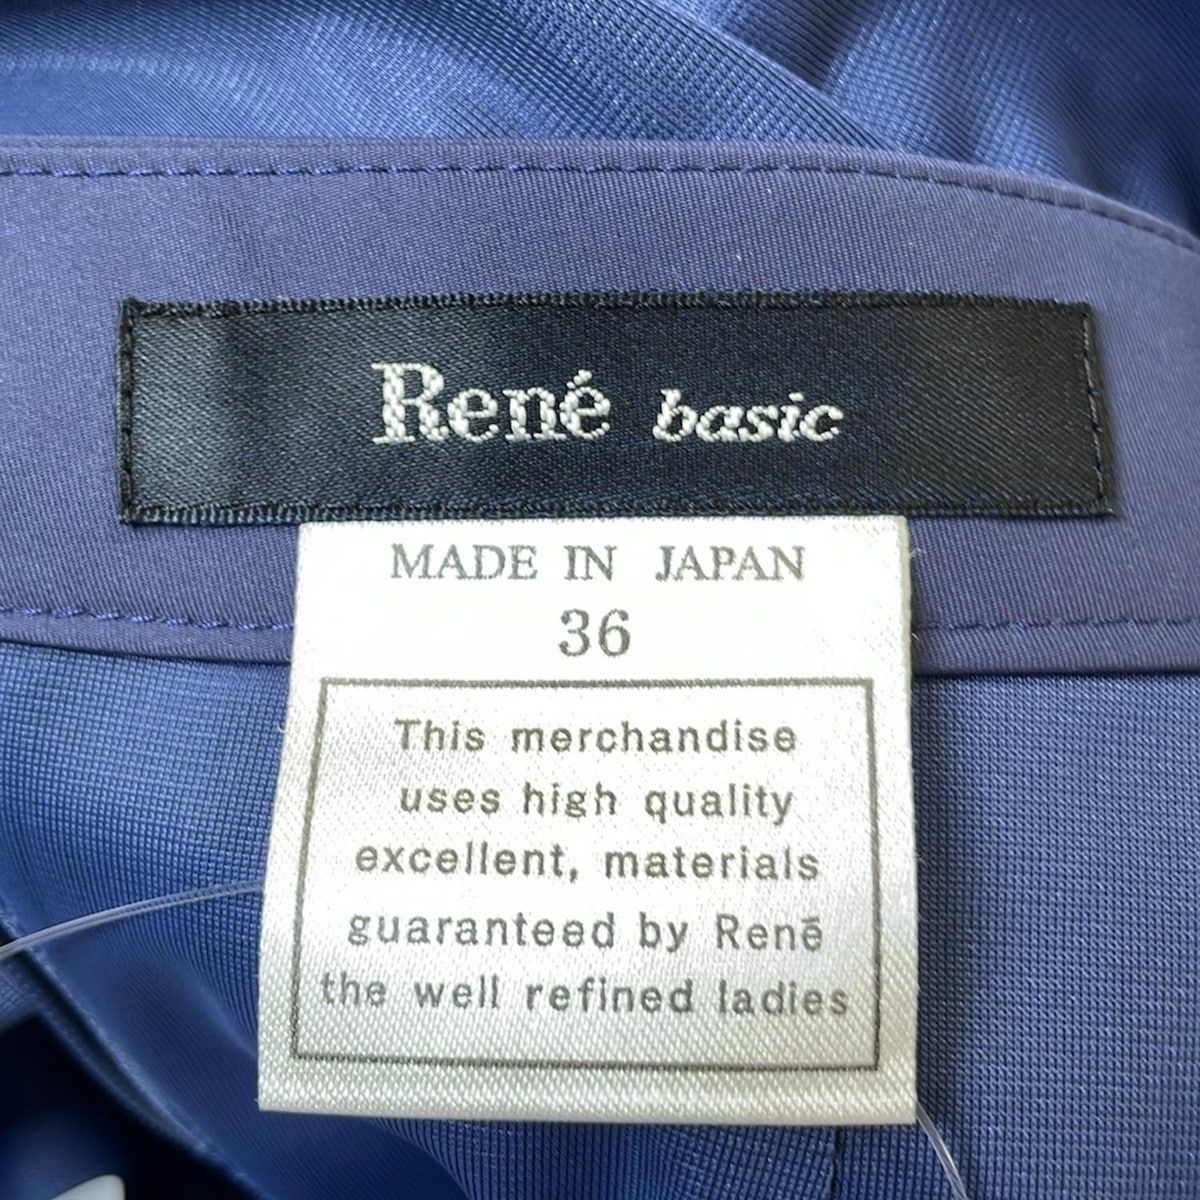 René basic
MADE IN JAPAN
36
This merchandise
uses high quality
excellent, materials
guaranteed by Renē
the well refined ladies